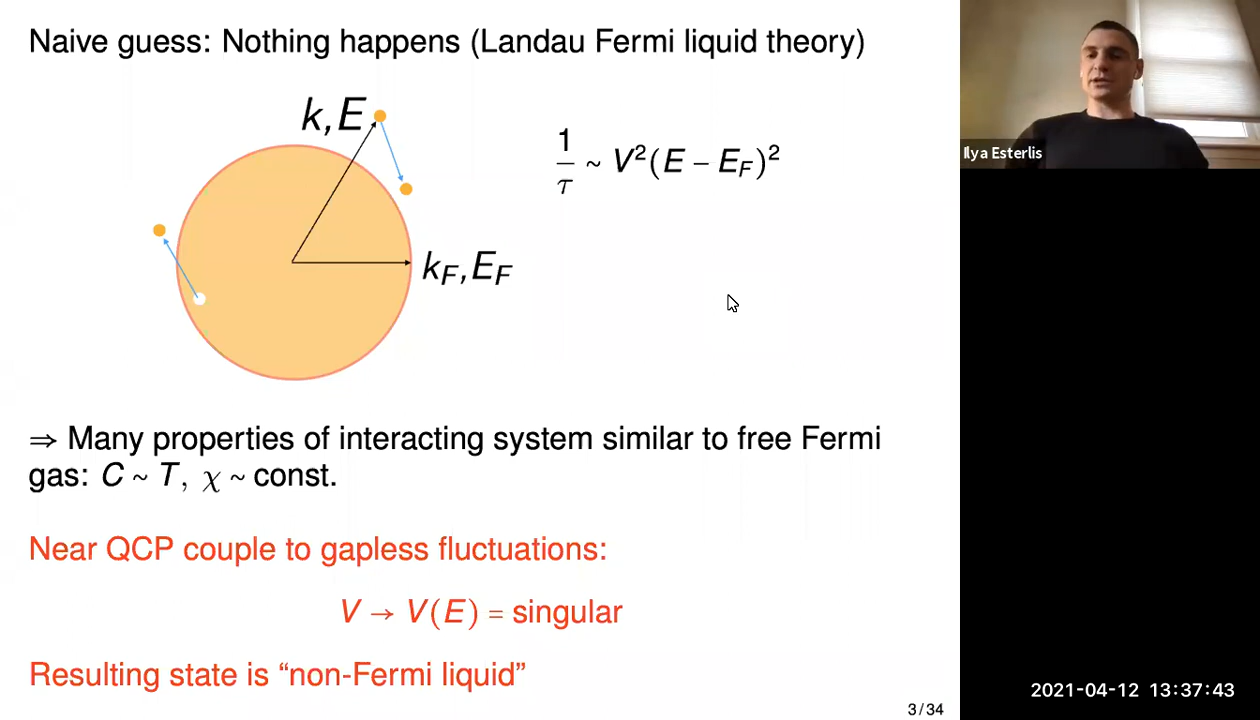 Naive guess: Nothing happens (Landau Fermi liquid theory)
k, E
1/τ ~ V²(E − E_F)²
k_F, E_F
⇒ Many properties of interacting system similar to free Fermi
gas: C ~ T, χ ~ const.
Near QCP couple to gapless fluctuations:
V → V(E) = singular
Resulting state is “non-Fermi liquid”
3 / 34
Ilya Esterlis
2021-04-12 13:37:43